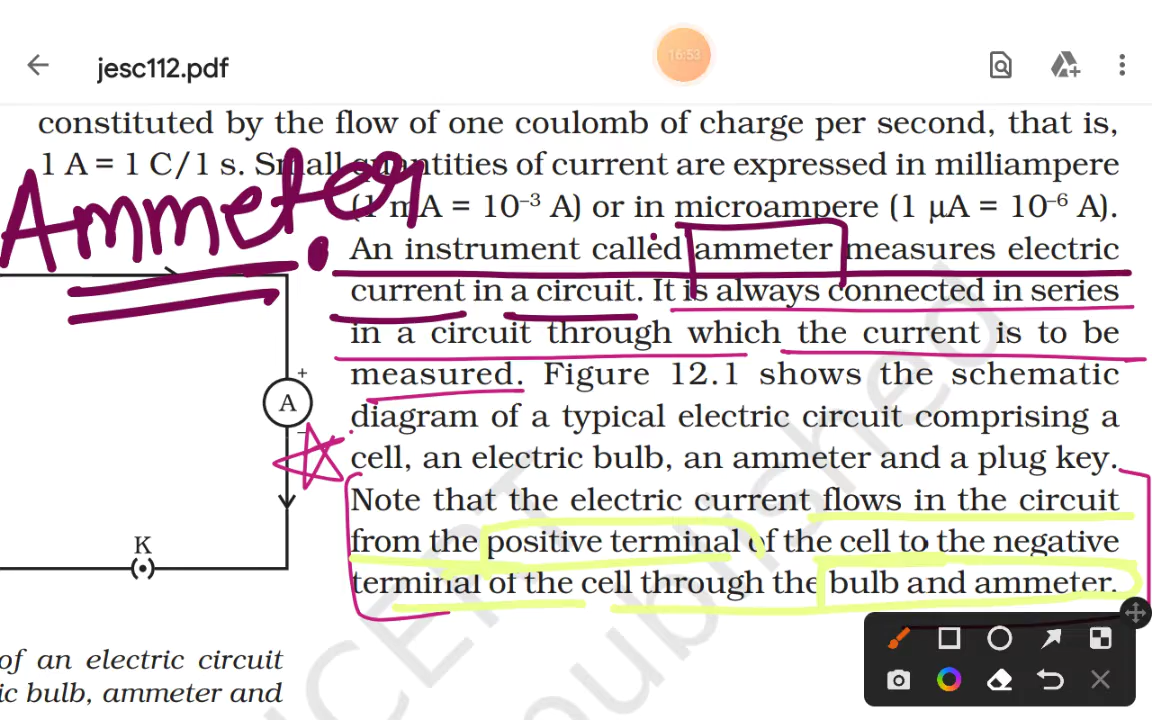 16:53
jesc112.pdf
constituted by the flow of one coulomb of charge per second, that is,
1 A = 1 C/1 s. Small quantities of current are expressed in milliampere
Ammeter
(1 mA = 10⁻³ A) or in microampere (1 µA = 10⁻⁶ A).
An instrument called ammeter measures electric
current in a circuit. It is always connected in series
in a circuit through which the current is to be
measured. Figure 12.1 shows the schematic
diagram of a typical electric circuit comprising a
cell, an electric bulb, an ammeter and a plug key.
Note that the electric current flows in the circuit
from the positive terminal of the cell to the negative
terminal of the cell through the bulb and ammeter.
+
A
–
K
of an electric circuit
ic bulb, ammeter and
NCERT
published